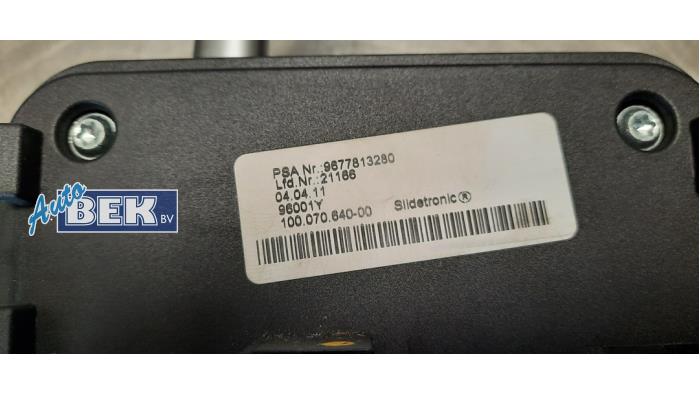 PSA Nr.:9677813280
Lfd.Nr.:21166
04.04.11
96001Y
100.070.640-00 Slidetronic®
Auto
BEK BV